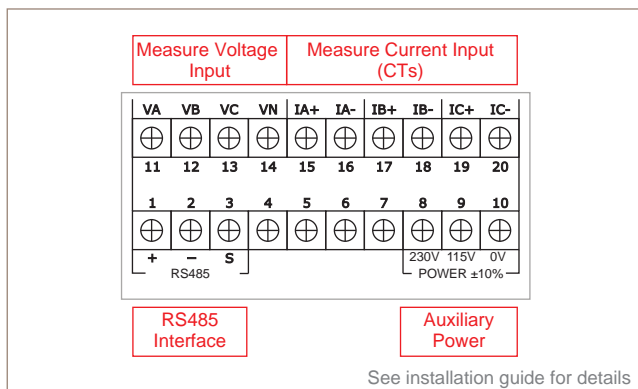 Measure Voltage Input
Measure Current Input (CTs)
VA VB VC VN IA+ IA- IB+ IB- IC+ IC-
11 12 13 14 15 16 17 18 19 20
1 2 3 4 5 6 7 8 9 10
+ − S 230V 115V 0V
RS485 POWER ±10%
RS485 Interface
Auxiliary Power
See installation guide for details